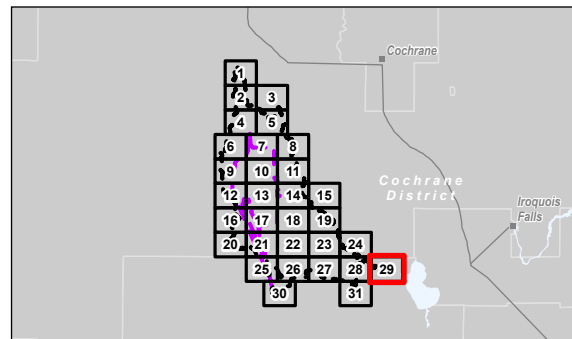 Cochrane
1
2 3
4 5
6 7 8
9 10 11
12 13 14 15
Cochrane
District
Iroquois
Falls
16 17 18 19
20 21 22 23 24
25 26 27 28 29
30 31